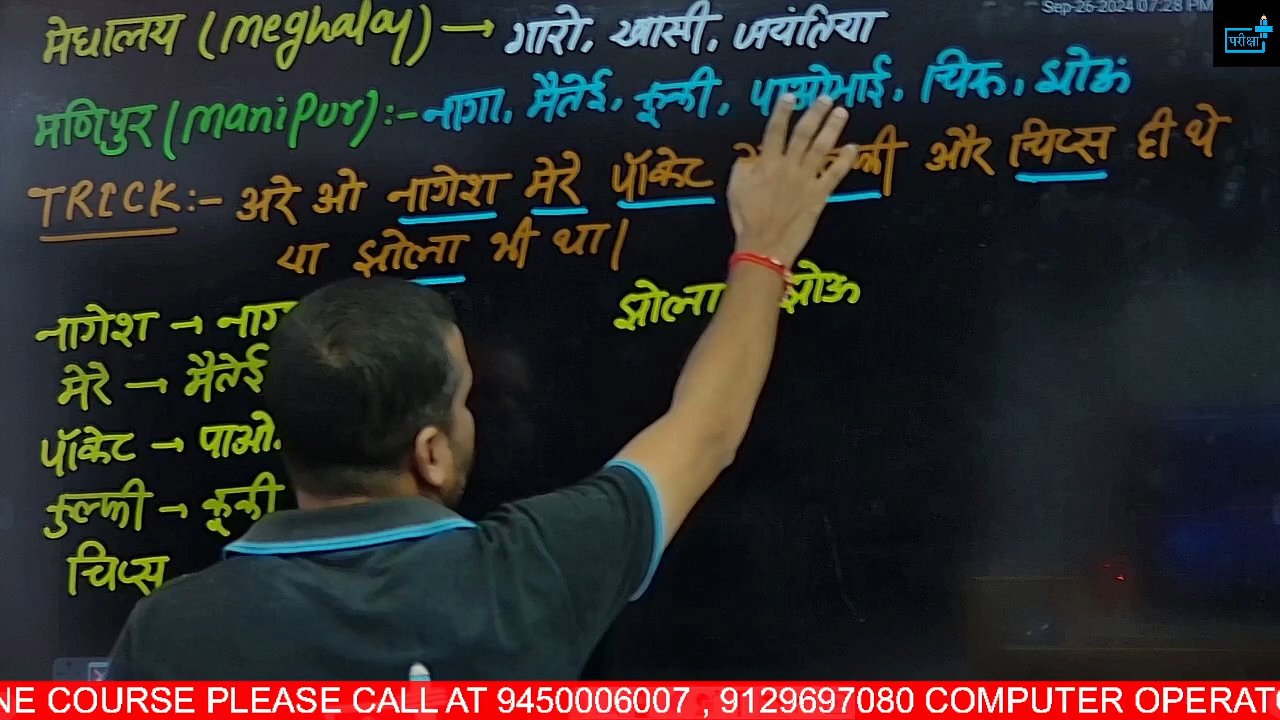 Sep-26-2024 07:28 PM
परीक्षा
मेघालय (Meghalay) → गारो, खासी, जयंतिया
मणिपुर (Manipur) :- नागा, मैतेई, कूकी, पाओमाई, चिरू, झोऊ
TRICK :- अरे ओ नागेश मेरे पॉकेट और चिप्स ही थे
या झोला भी था।
नागेश → नागा
झोला झोऊ
मेरे → मैतेई
पॉकेट → पाओ
कुल्फी → कूकी
चिप्स
NE COURSE PLEASE CALL AT 9450006007 , 9129697080 COMPUTER OPERATO